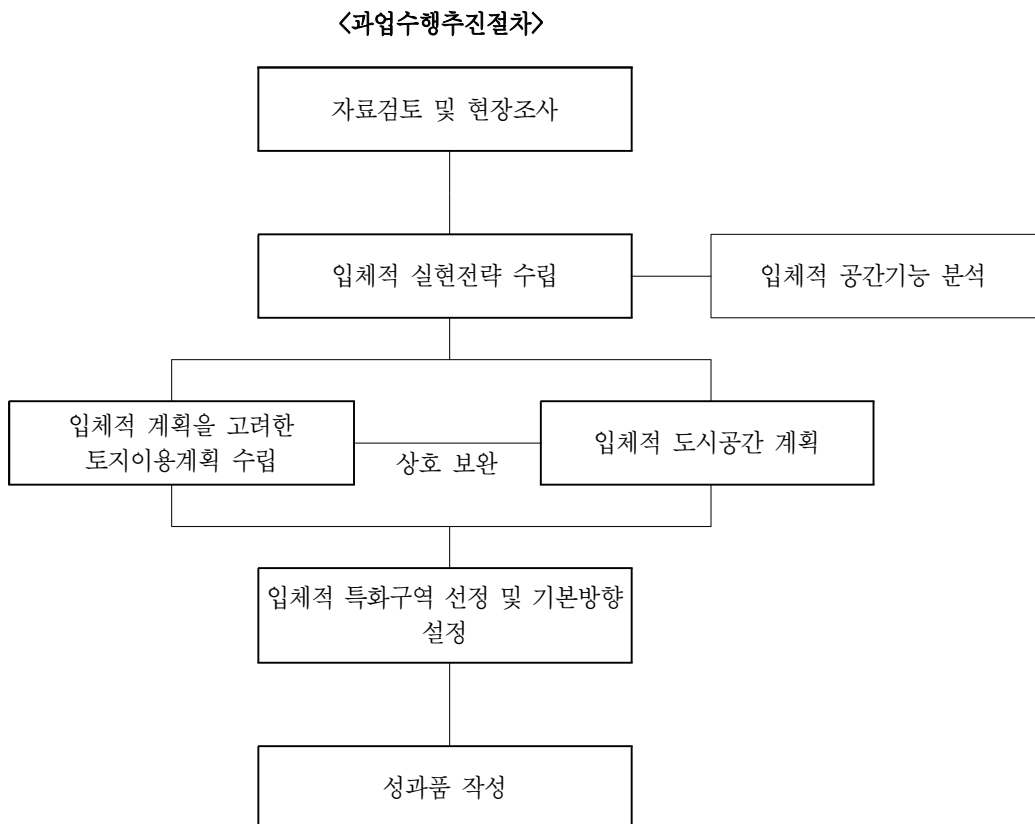 <과업수행추진절차>
자료검토 및 현장조사
입체적 실현전략 수립
입체적 공간기능 분석
입체적 계획을 고려한
토지이용계획 수립
상호 보완
입체적 도시공간 계획
입체적 특화구역 선정 및 기본방향
설정
성과품 작성